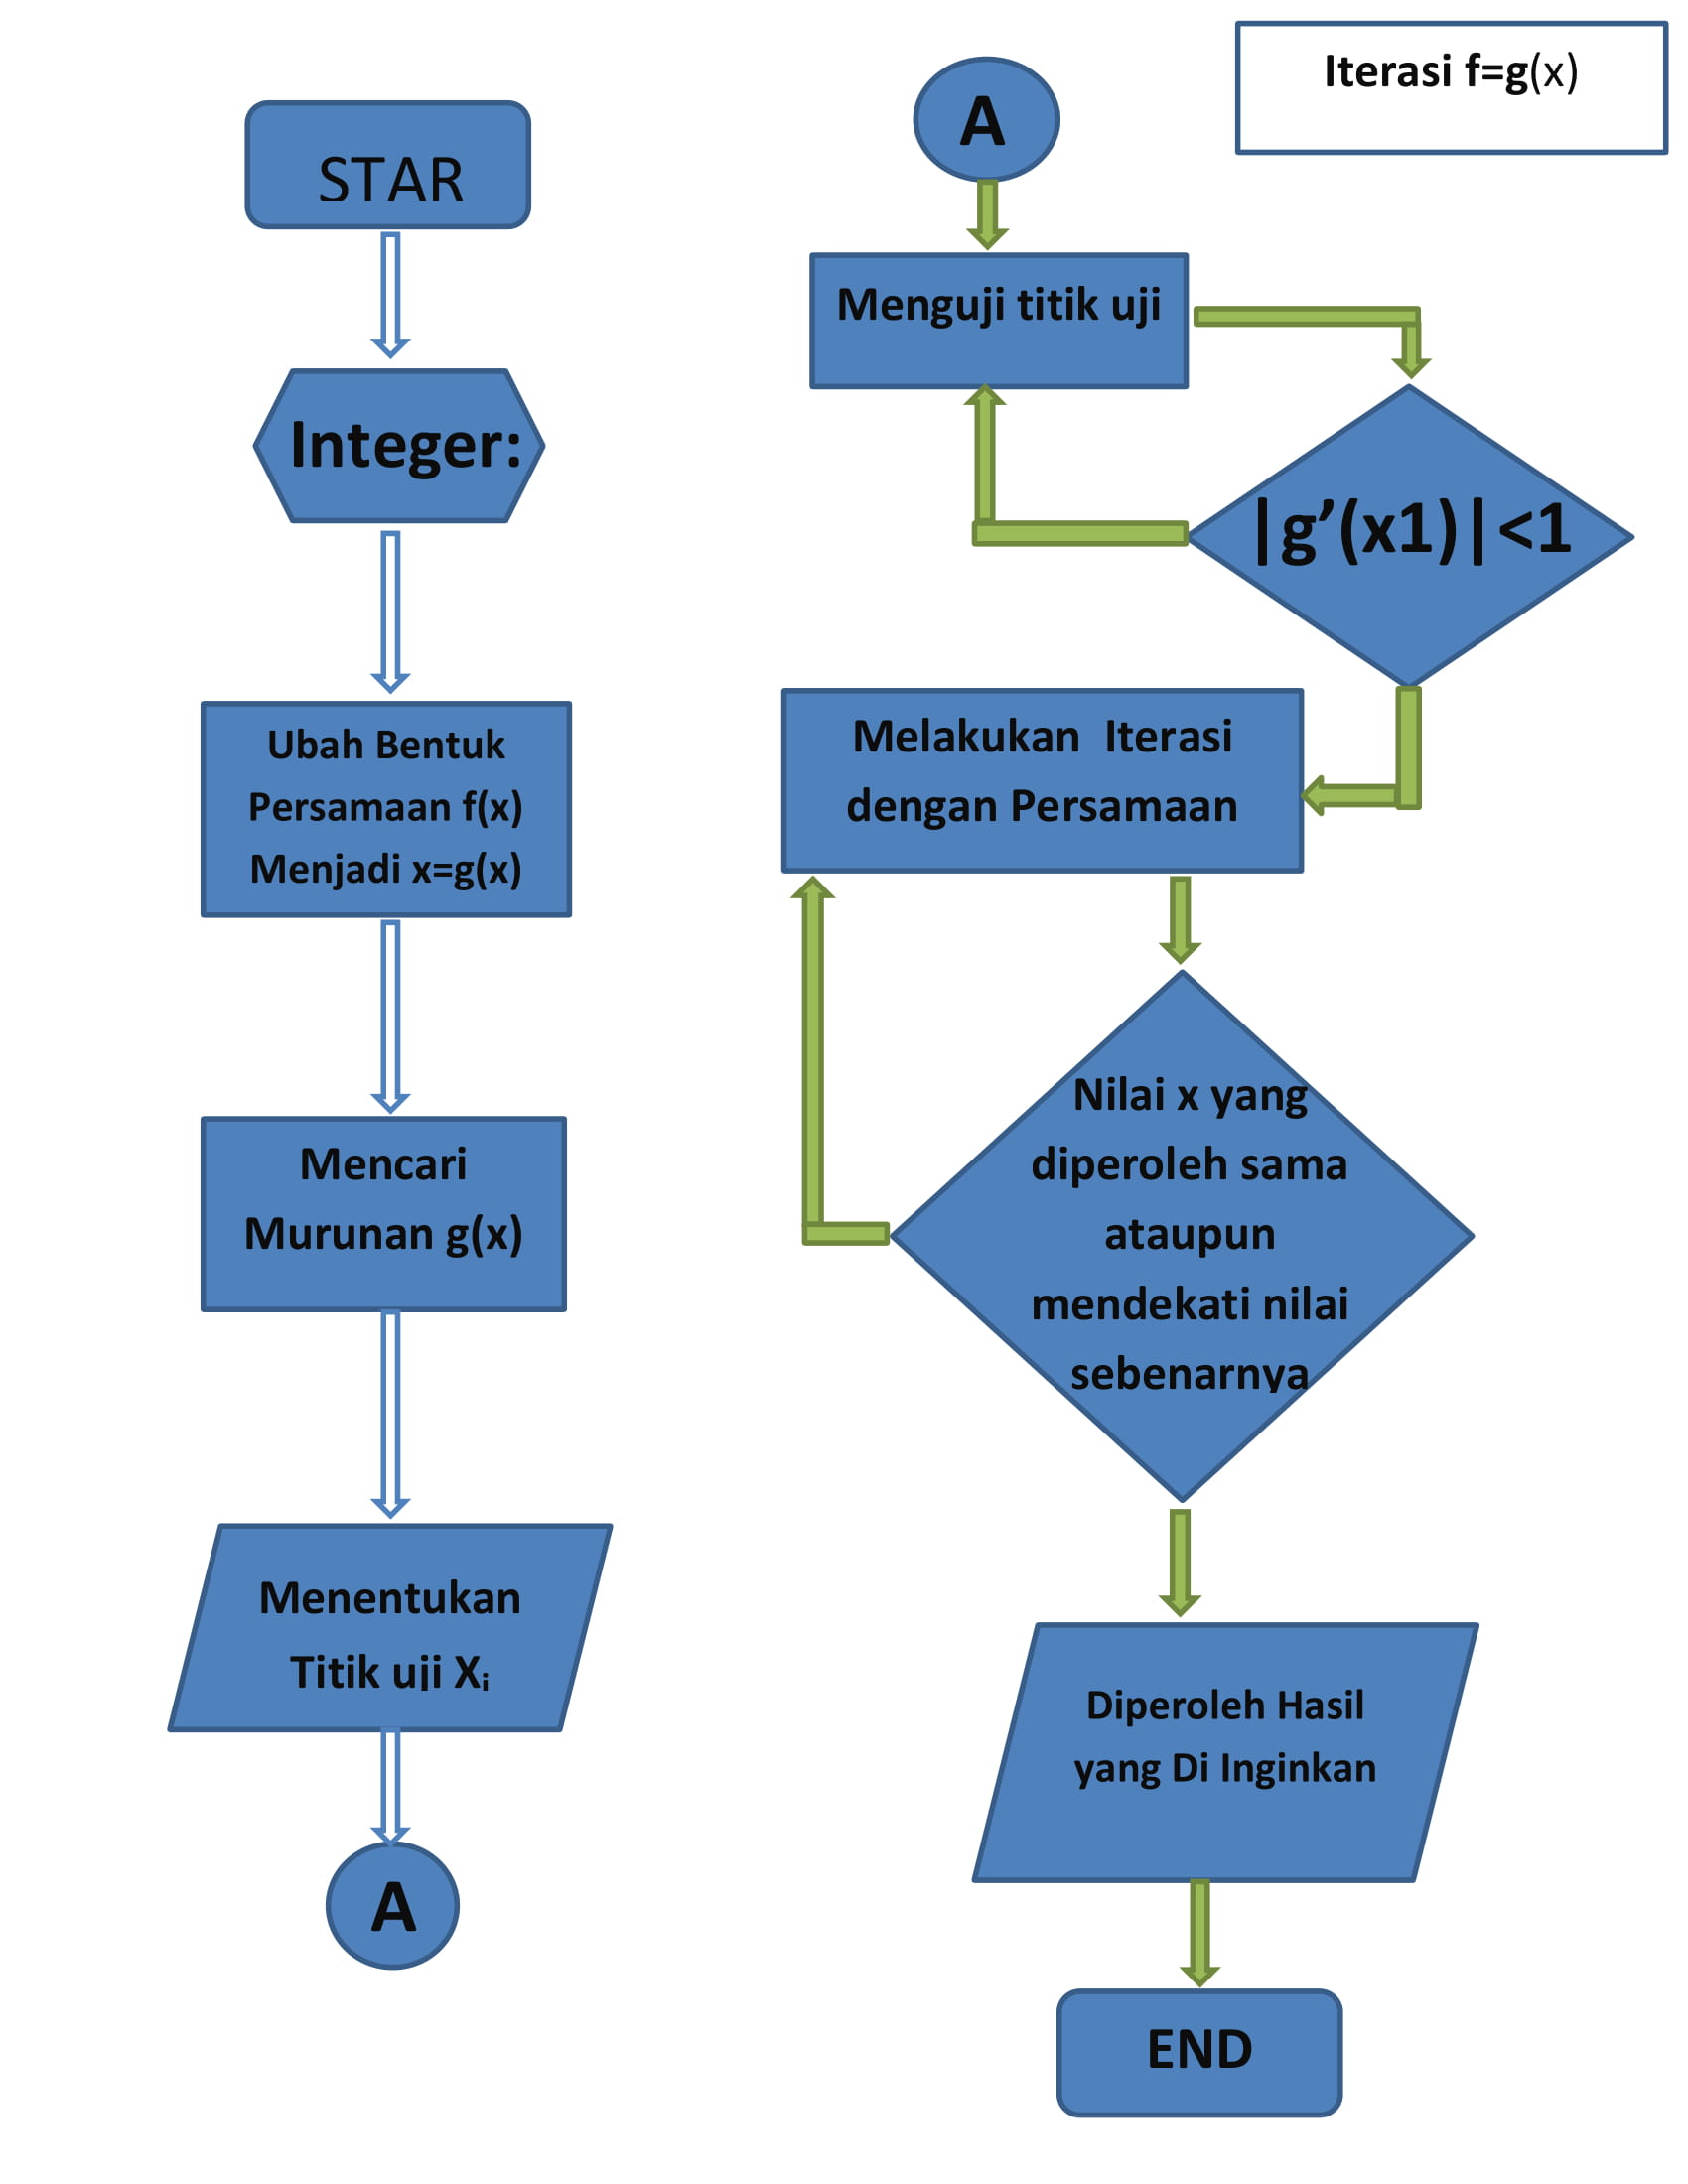 STAR
Integer:
Ubah Bentuk
Persamaan f(x)
Menjadi x=g(x)
Mencari
Murunan g(x)
Menentukan
Titik uji Xi
A
Iterasi f=g(x)
A
Menguji titik uji
|g’(x1)|<1
Melakukan Iterasi
dengan Persamaan
Nilai x yang
diperoleh sama
ataupun
mendekati nilai
sebenarnya
Diperoleh Hasil
yang Di Inginkan
END